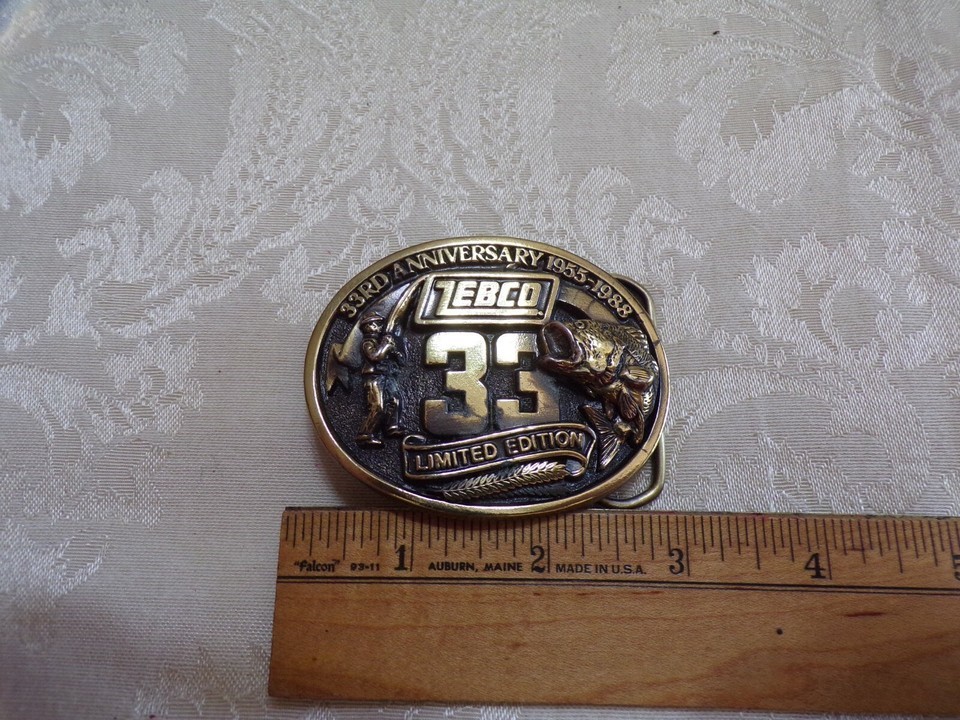 33RD ANNIVERSARY 1955-1988
ZEBCO
33
LIMITED EDITION
1 2 3 4 5
"Falcon" 93-11 AUBURN, MAINE MADE IN U.S.A.